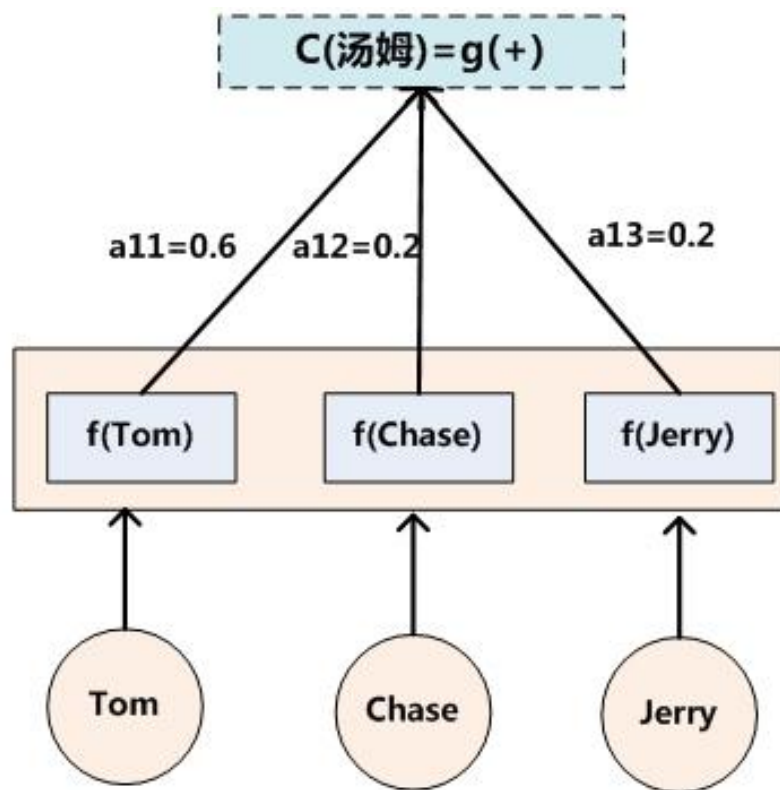 C(汤姆)=g(+)
a11=0.6
a12=0.2
a13=0.2
f(Tom)
f(Chase)
f(Jerry)
Tom
Chase
Jerry